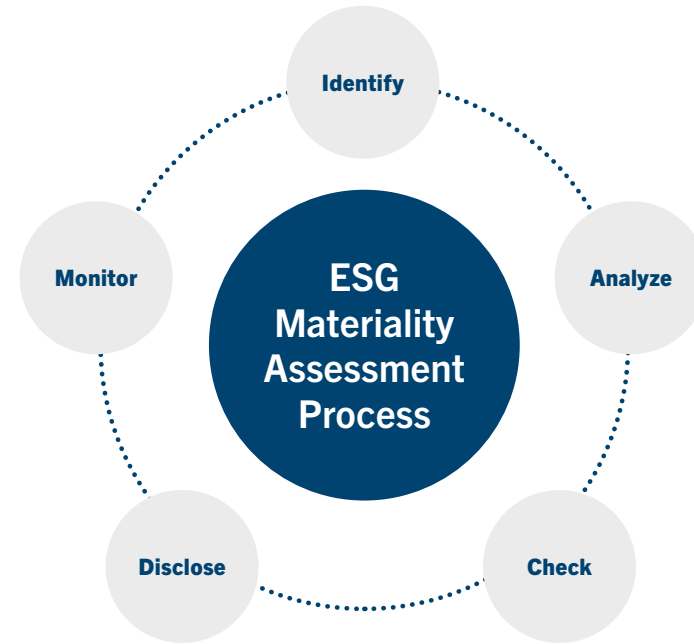 Identify
Analyze
Check
Disclose
Monitor
ESG
Materiality
Assessment
Process